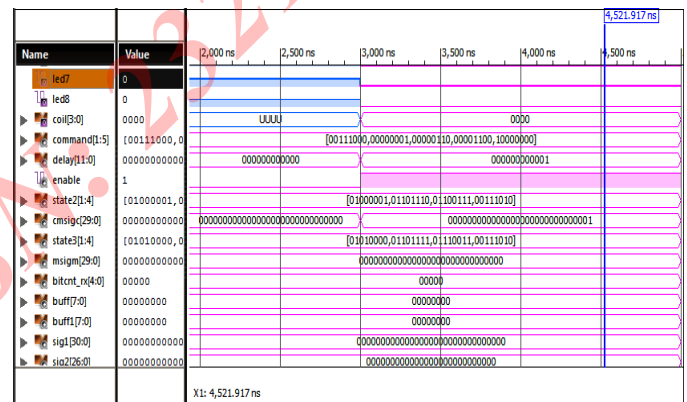 4,521.917 ns
Name Value 2,000 ns 2,500 ns 3,000 ns 3,500 ns 4,000 ns 4,500 ns
led7 0
led8 0
coil[3:0] 0000 UUUU 0000
command[1:5] [00111000,0 [00111000,00000001,00000110,00001100,10000000]
delay[11:0] 00000000000 000000000000 000000000001
enable 1
state2[1:4] [01000001,0 [01000001,01101110,01100111,00111010]
cmsigc[29:0] 00000000000 000000000000000000000000000000 000000000000000000000000000001
state3[1:4] [01010000,0 [01010000,01101111,01110011,00111010]
msigm[29:0] 00000000000 000000000000000000000000000000
bitcnt_rx[4:0] 00000 00000
buff[7:0] 00000000 00000000
buff1[7:0] 00000000 00000000
sig1[30:0] 00000000000 0000000000000000000000000000000
sig2[26:0] 00000000000 000000000000000000000000000
X1: 4,521.917 ns